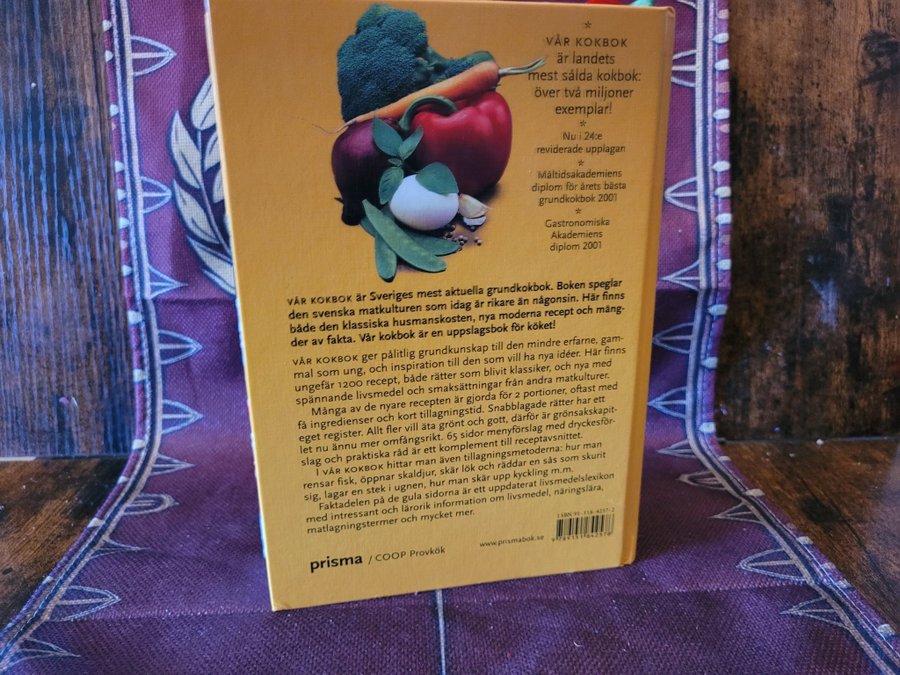 *
VÅR KOKBOK
är landets
mest sålda kokbok:
över två miljoner
exemplar!
*
Nu i 24:e
reviderade upplagan
*
Måltidsakademiens
diplom för årets bästa
grundkokbok 2001
*
Gastronomiska
Akademiens
diplom 2001
VÅR KOKBOK är Sveriges mest aktuella grundkokbok. Boken speglar
den svenska matkulturen som idag är rikare än någonsin. Här finns
både den klassiska husmanskosten, nya moderna recept och mäng-
der av fakta. Vår kokbok är en uppslagsbok för köket!
VÅR KOKBOK ger pålitlig grundkunskap till den mindre erfarne, gam-
mal som ung, och inspiration till den som vill ha nya idéer. Här finns
ungefär 1200 recept, både rätter som blivit klassiker, och nya med
spännande livsmedel och smaksättningar från andra matkulturer.
Många av de nyare recepten är gjorda för 2 portioner, oftast med
få ingredienser och kort tillagningstid. Snabblagade rätter har ett
eget register. Allt fler vill äta grönt och gott, därför är grönsakskapit-
let nu ännu mer omfångsrikt. 65 sidor menyförslag med dryckesför-
slag och praktiska råd är ett komplement till receptavsnittet.
I VÅR KOKBOK hittar man även tillagningsmetoderna: hur man
rensar fisk, öppnar skaldjur, skär lök och räddar en sås som skurit
sig, lagar en stek i ugnen, hur man skär upp kyckling m.m.
Faktadelen på de gula sidorna är ett uppdaterat livsmedelslexikon
med intressant och lärorik information om livsmedel, näringslära,
matlagningstermer och mycket mer.
ISBN 91-518-4257-2
9789151842578
www.prismabok.se
prisma / COOP Provkök